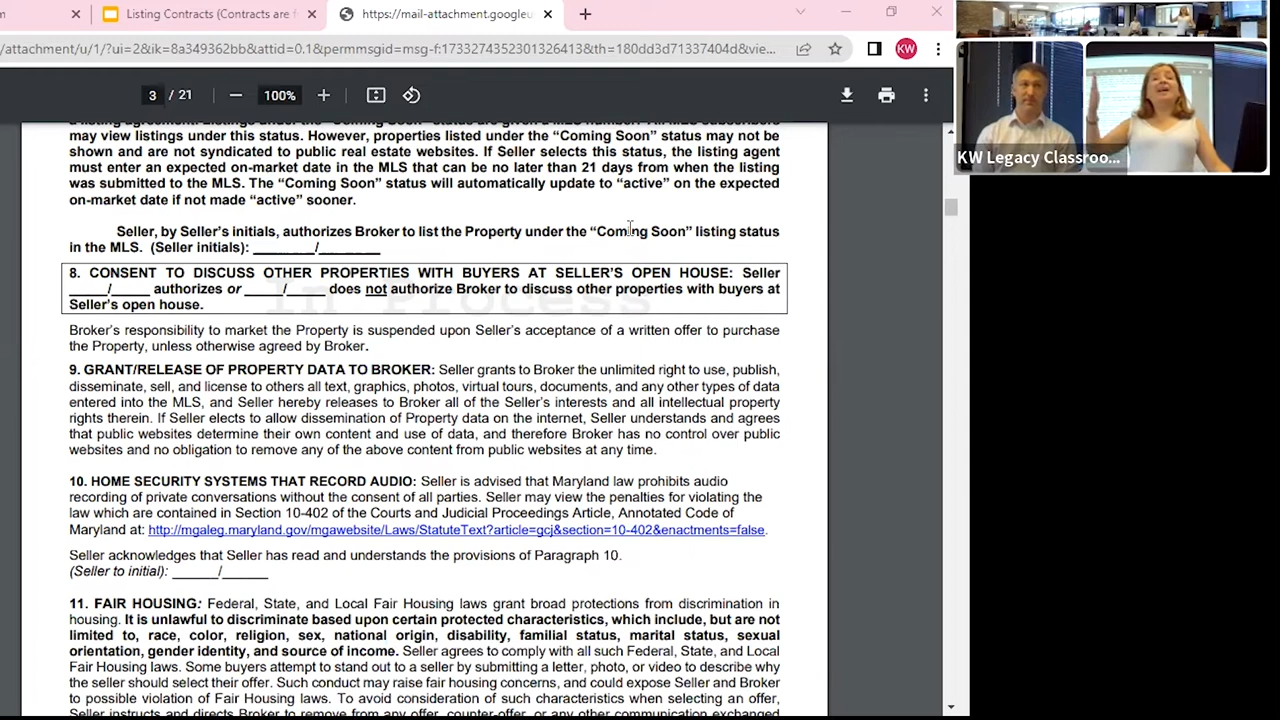 Listing Contracts (Contracts are f
https://mail-attachment.googleu
/attachment/u/1/?ui=2&ik=8a349362bb&attid=0.1&permmsgid=msg-f:1733274352301326413&th=180dd3d71337404d&vie...
KW
3 / 21
100%
KW Legacy Classroo...
may view listings under this status. However, properties listed under the “Coming Soon” status may not be
shown and are not syndicated to public real estate websites. If Seller selects this status, the listing agent
must enter an expected on-market date in the MLS that can be no later than 21 days from when the listing
was submitted to the MLS. The “Coming Soon” status will automatically update to “active” on the expected
on-market date if not made “active” sooner.
Seller, by Seller’s initials, authorizes Broker to list the Property under the “Coming Soon” listing status
in the MLS. (Seller initials): ________/________
8. CONSENT TO DISCUSS OTHER PROPERTIES WITH BUYERS AT SELLER’S OPEN HOUSE: Seller
_____/_____ authorizes or _____/_____ does not authorize Broker to discuss other properties with buyers at
Seller’s open house.
In Process
Broker’s responsibility to market the Property is suspended upon Seller’s acceptance of a written offer to purchase
the Property, unless otherwise agreed by Broker.
9. GRANT/RELEASE OF PROPERTY DATA TO BROKER: Seller grants to Broker the unlimited right to use, publish,
disseminate, sell, and license to others all text, graphics, photos, virtual tours, documents, and any other types of data
entered into the MLS, and Seller hereby releases to Broker all of the Seller’s interests and all intellectual property
rights therein. If Seller elects to allow dissemination of Property data on the internet, Seller understands and agrees
that public websites determine their own content and use of data, and therefore Broker has no control over public
websites and no obligation to remove any of the above content from public websites at any time.
10. HOME SECURITY SYSTEMS THAT RECORD AUDIO: Seller is advised that Maryland law prohibits audio
recording of private conversations without the consent of all parties. Seller may view the penalties for violating the
law which are contained in Section 10-402 of the Courts and Judicial Proceedings Article, Annotated Code of
Maryland at: http://mgaleg.maryland.gov/mgawebsite/Laws/StatuteText?article=gcj&section=10-402&enactments=false.
Seller acknowledges that Seller has read and understands the provisions of Paragraph 10.
(Seller to initial): ______/______
11. FAIR HOUSING: Federal, State, and Local Fair Housing laws grant broad protections from discrimination in
housing. It is unlawful to discriminate based upon certain protected characteristics, which include, but are not
limited to, race, color, religion, sex, national origin, disability, familial status, marital status, sexual
orientation, gender identity, and source of income. Seller agrees to comply with all such Federal, State, and Local
Fair Housing laws. Some buyers attempt to stand out to a seller by submitting a letter, photo, or video to describe why
the seller should select their offer. Such conduct may raise fair housing concerns, and could expose Seller and Broker
to possible violation of Fair Housing laws. To avoid consideration of such characteristics when selecting an offer,
Seller instructs and directs Broker to remove from any offer, counter-offer, or any other communication exchanged